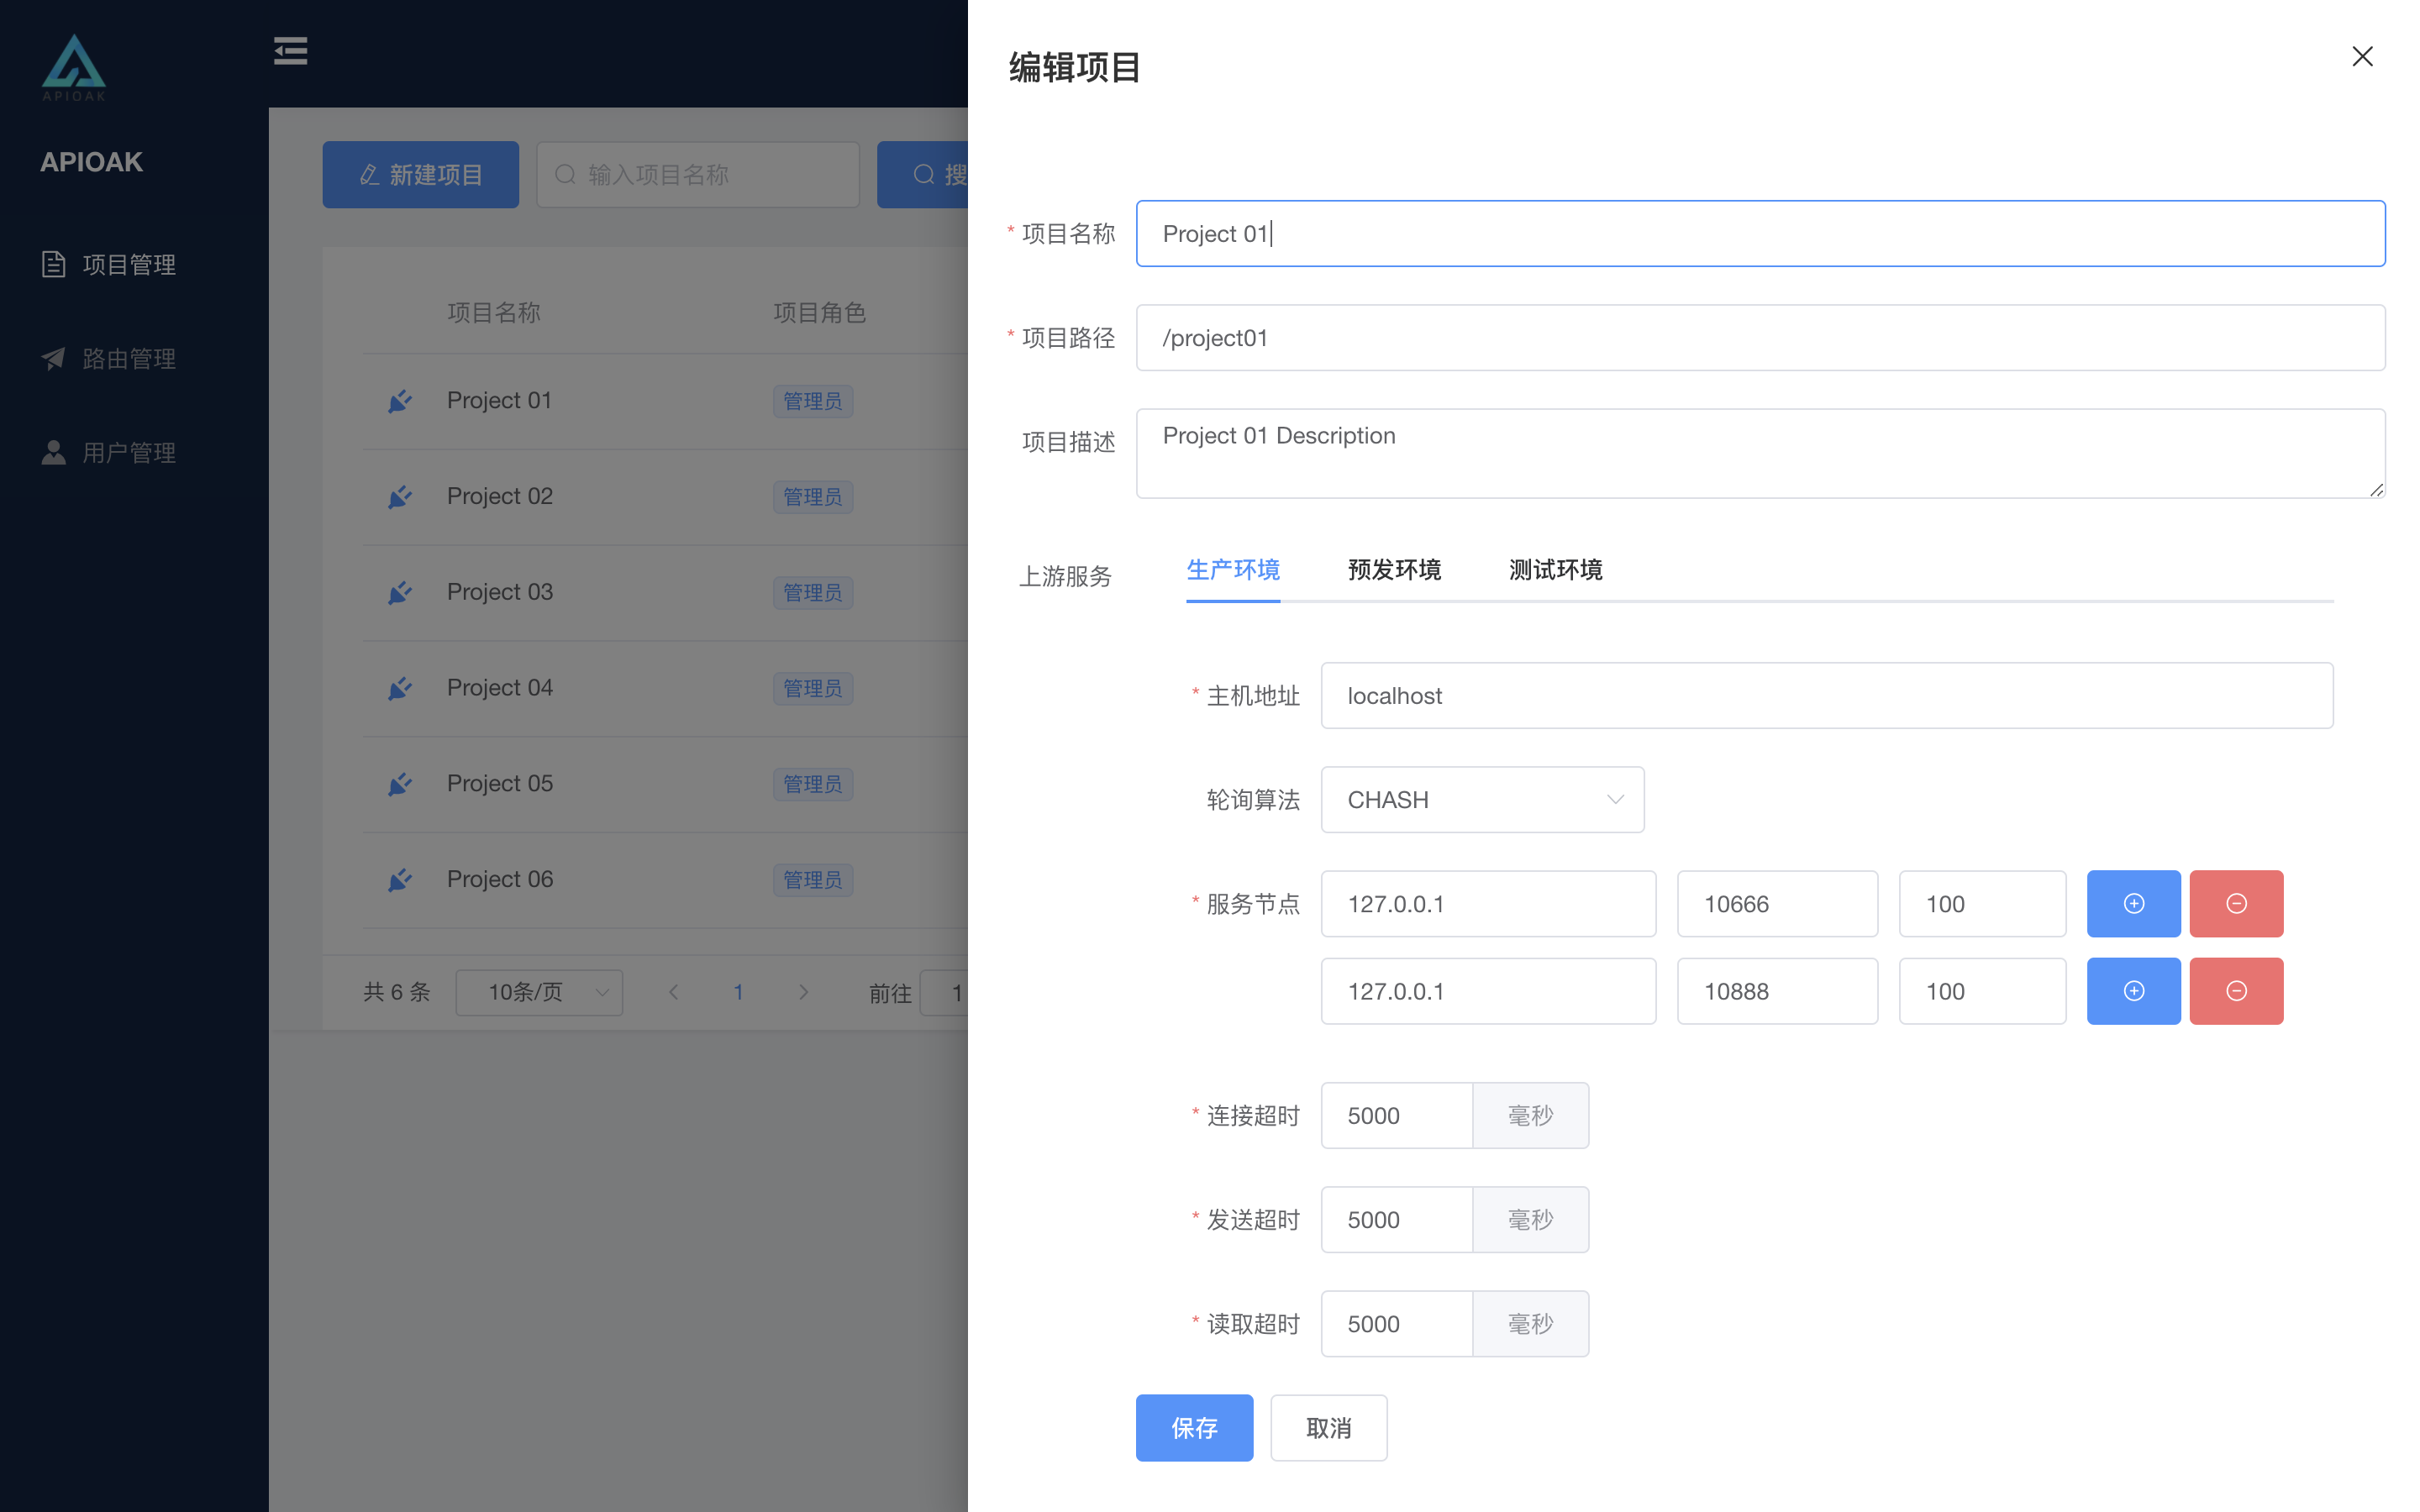 APIOAK
APIOAK
项目管理
路由管理
用户管理
新建项目
输入项目名称
搜
项目名称 项目角色
Project 01 管理员
Project 02 管理员
Project 03 管理员
Project 04 管理员
Project 05 管理员
Project 06 管理员
共 6 条 10条/页 1 前往 1
编辑项目
* 项目名称 Project 01
* 项目路径 /project01
项目描述 Project 01 Description
上游服务 生产环境 预发环境 测试环境
* 主机地址 localhost
轮询算法 CHASH
* 服务节点 127.0.0.1 10666 100
127.0.0.1 10888 100
* 连接超时 5000 毫秒
* 发送超时 5000 毫秒
* 读取超时 5000 毫秒
保存 取消